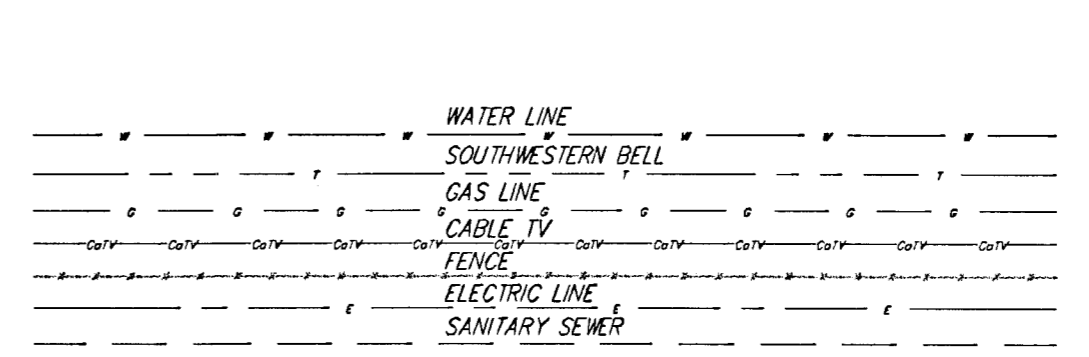 WATER LINE
W W W W W W W
SOUTHWESTERN BELL
T T T
GAS LINE
G G G G G G G G G
CABLE TV
CaTV CaTV CaTV CaTV CaTV CaTV CaTV CaTV CaTV CaTV CaTV CaTV
FENCE
ELECTRIC LINE
E E E
SANITARY SEWER